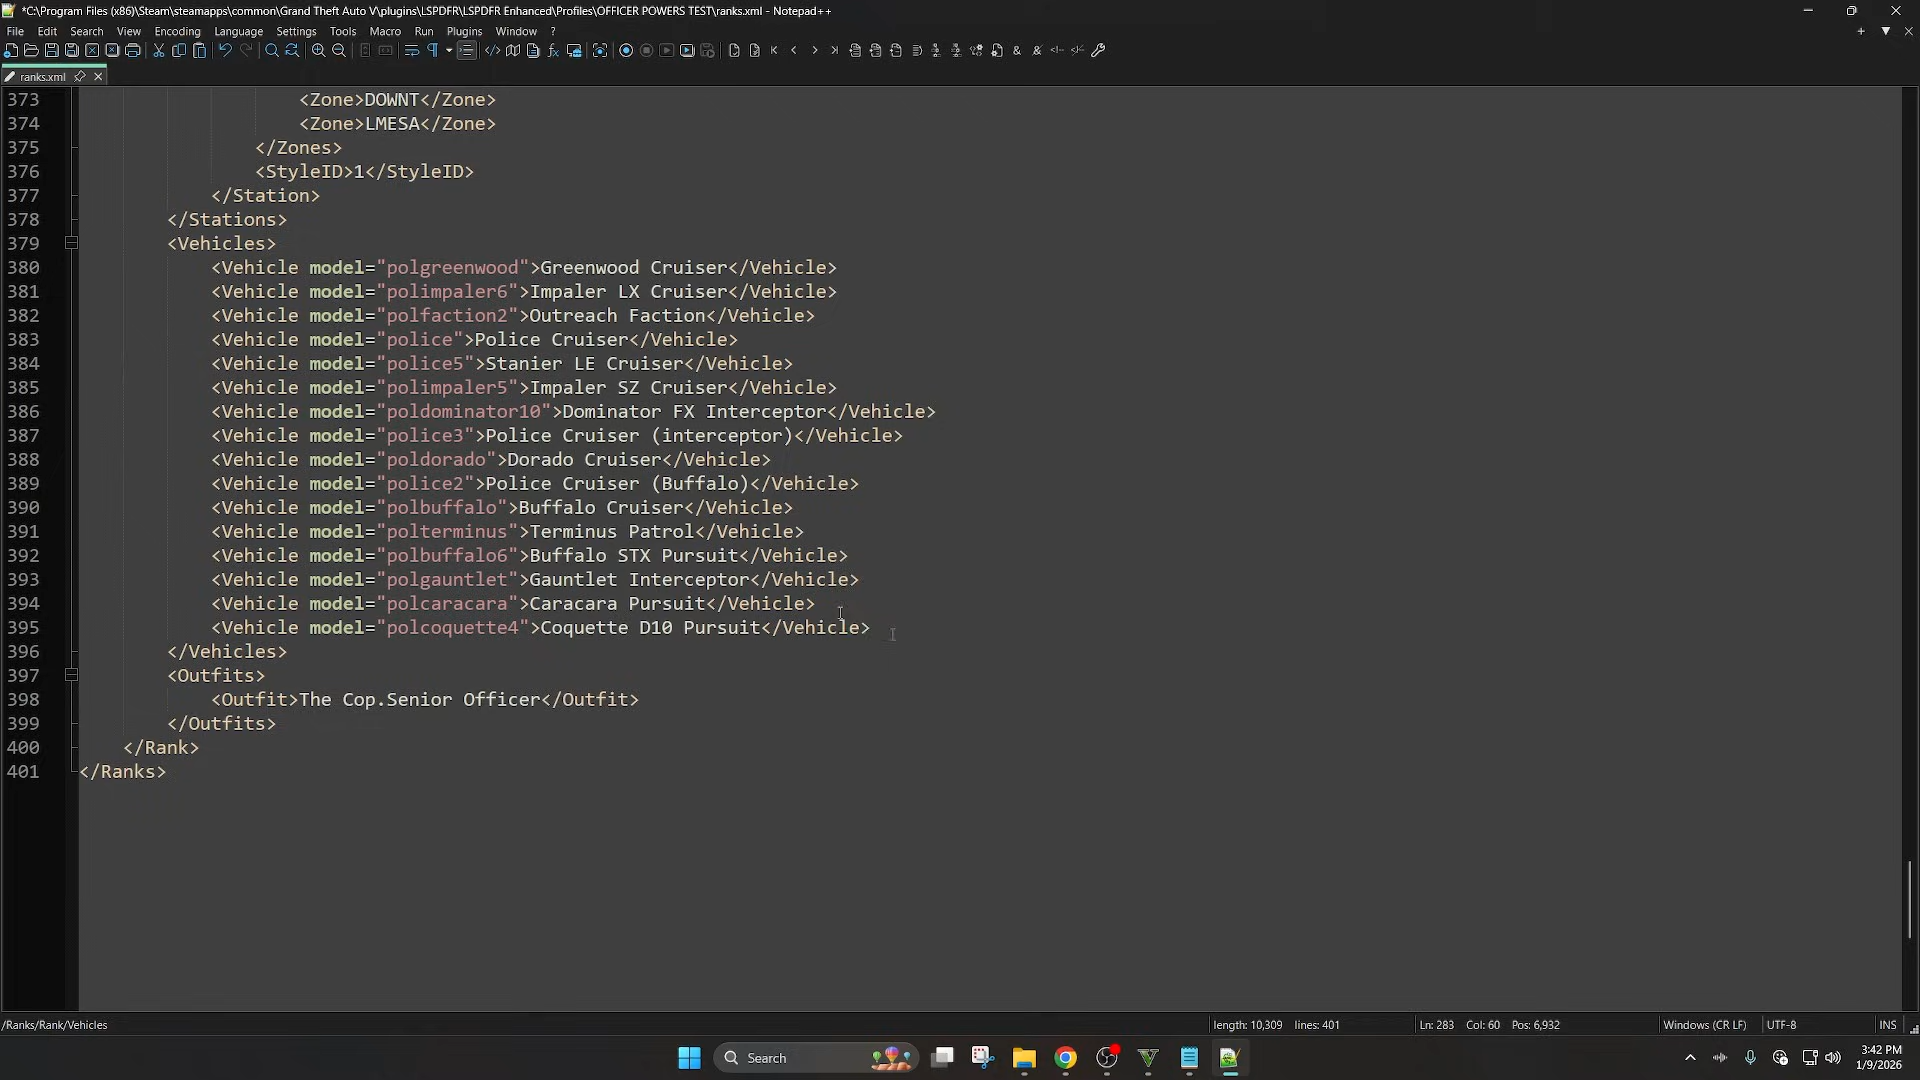 *C:\Program Files (x86)\Steam\steamapps\common\Grand Theft Auto V\plugins\LSPDFR\LSPDFR Enhanced\Profiles\OFFICER POWERS TEST\ranks.xml - Notepad++
File Edit Search View Encoding Language Settings Tools Macro Run Plugins Window ?
ranks.xml
373 <Zone>DOWNT</Zone>
374 <Zone>LMESA</Zone>
375 </Zones>
376 <StyleID>1</StyleID>
377 </Station>
378 </Stations>
379 <Vehicles>
380 <Vehicle model="polgreenwood">Greenwood Cruiser</Vehicle>
381 <Vehicle model="polimpaler6">Impaler LX Cruiser</Vehicle>
382 <Vehicle model="polfaction2">Outreach Faction</Vehicle>
383 <Vehicle model="police">Police Cruiser</Vehicle>
384 <Vehicle model="police5">Stanier LE Cruiser</Vehicle>
385 <Vehicle model="polimpaler5">Impaler SZ Cruiser</Vehicle>
386 <Vehicle model="poldominator10">Dominator FX Interceptor</Vehicle>
387 <Vehicle model="police3">Police Cruiser (interceptor)</Vehicle>
388 <Vehicle model="poldorado">Dorado Cruiser</Vehicle>
389 <Vehicle model="police2">Police Cruiser (Buffalo)</Vehicle>
390 <Vehicle model="polbuffalo">Buffalo Cruiser</Vehicle>
391 <Vehicle model="polterminus">Terminus Patrol</Vehicle>
392 <Vehicle model="polbuffalo6">Buffalo STX Pursuit</Vehicle>
393 <Vehicle model="polgauntlet">Gauntlet Interceptor</Vehicle>
394 <Vehicle model="polcaracara">Caracara Pursuit</Vehicle>
395 <Vehicle model="polcoquette4">Coquette D10 Pursuit</Vehicle>
396 </Vehicles>
397 <Outfits>
398 <Outfit>The Cop.Senior Officer</Outfit>
399 </Outfits>
400 </Rank>
401 </Ranks>
/Ranks/Rank/Vehicles length: 10,309 lines: 401 Ln: 283 Col: 60 Pos: 6,932 Windows (CR LF) UTF-8 INS
Search
3:42 PM
1/9/2026